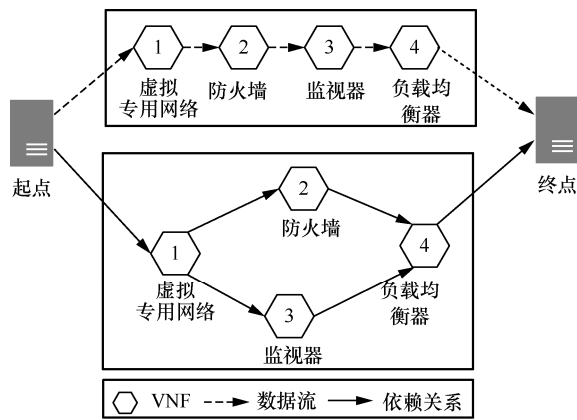 1
2
3
4
虚拟
专用网络
防火墙
监视器
负载均
衡器
起点
终点
1
2
3
4
虚拟
专用网络
防火墙
监视器
负载均
衡器
VNF
数据流
依赖关系